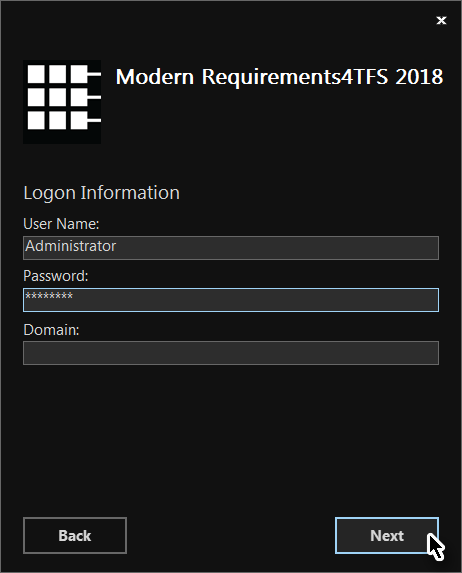 Modern Requirements4TFS 2018
Logon Information
User Name:
Administrator
Password:
********
Domain:
Back
Next